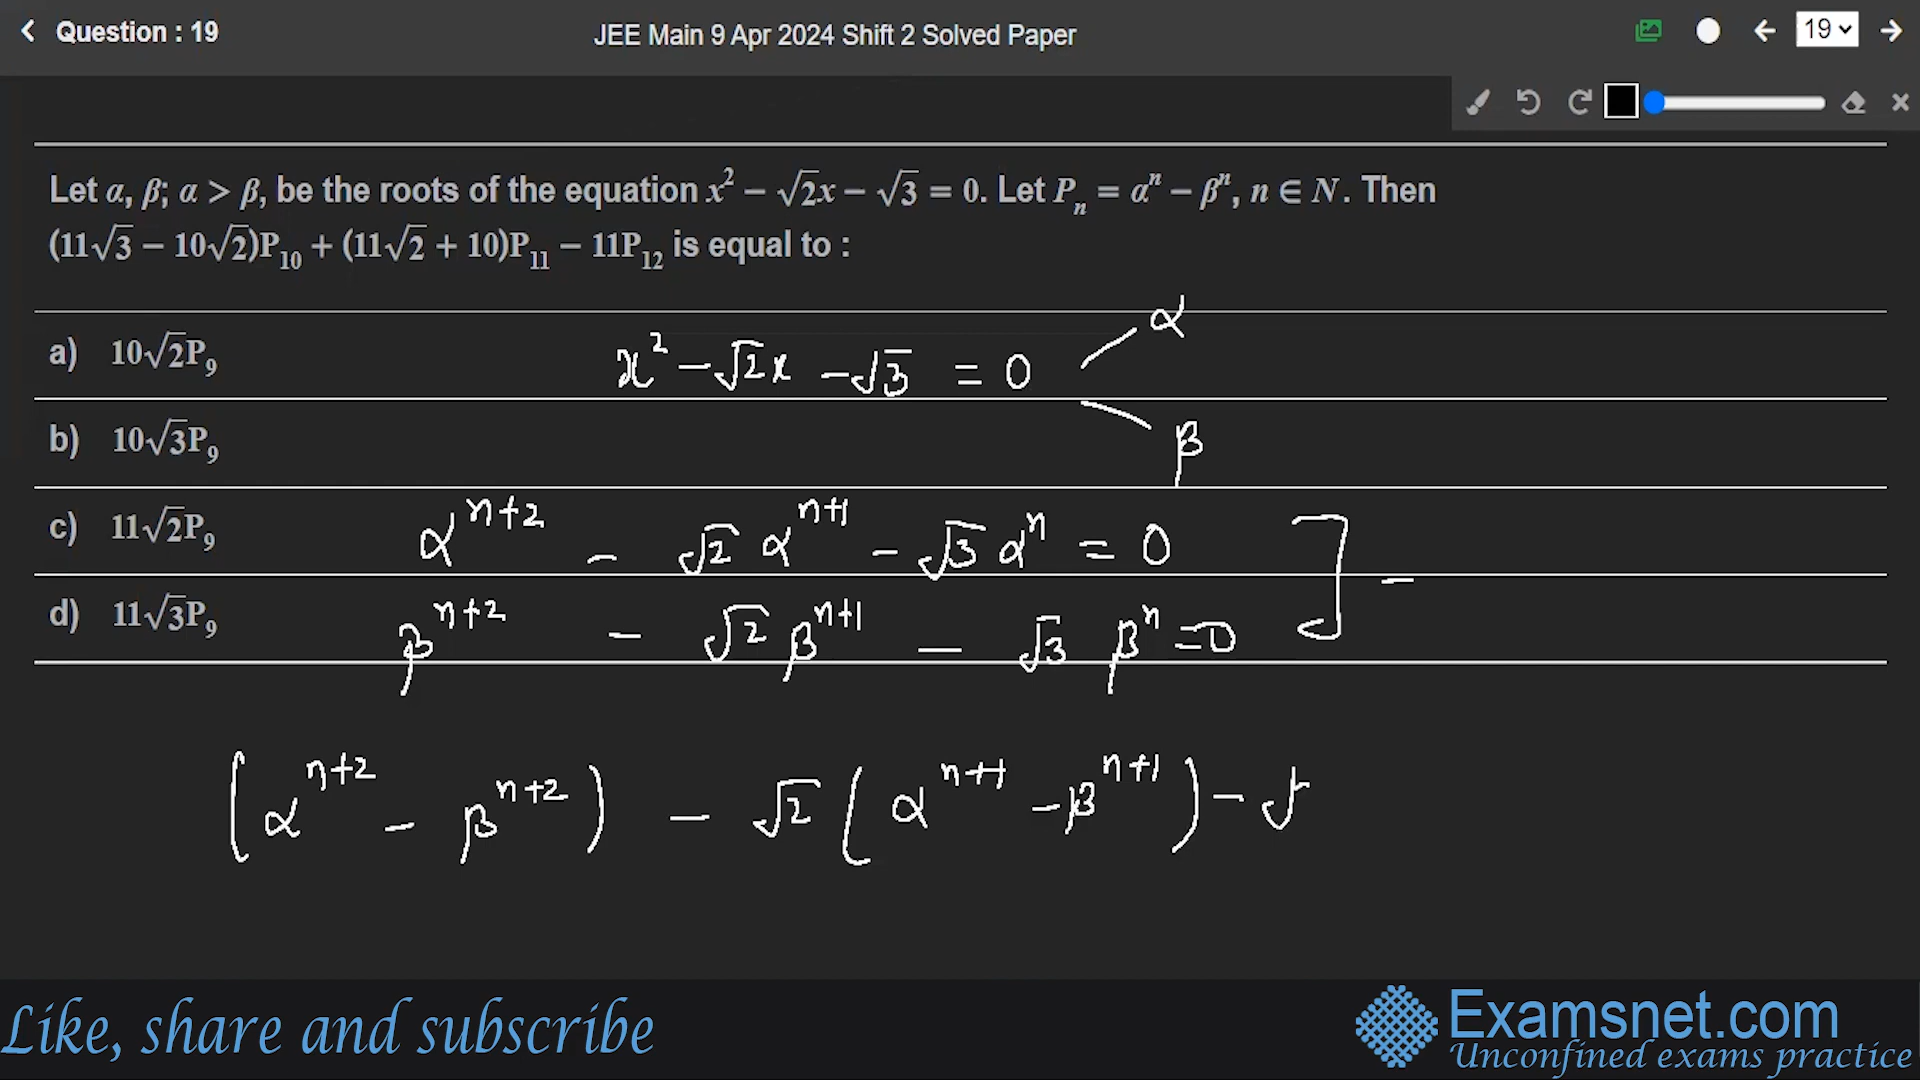 Question : 19
JEE Main 9 Apr 2024 Shift 2 Solved Paper
19
Let α, β; α > β, be the roots of the equation x² − √2x − √3 = 0. Let Pₙ = αⁿ − βⁿ, n ∈ N. Then
(11√3 − 10√2)P₁₀ + (11√2 + 10)P₁₁ − 11P₁₂ is equal to :
a) 10√2P₉
b) 10√3P₉
c) 11√2P₉
d) 11√3P₉
α
x² − √2x − √3 = 0
β
αⁿ⁺² − √2 αⁿ⁺¹ − √3 αⁿ = 0
βⁿ⁺² − √2 βⁿ⁺¹ − √3 βⁿ = 0
] −
(αⁿ⁺² − βⁿ⁺²) − √2 (αⁿ⁺¹ − βⁿ⁺¹) − √
Like, share and subscribe
Examsnet.com
Unconfined exams practice